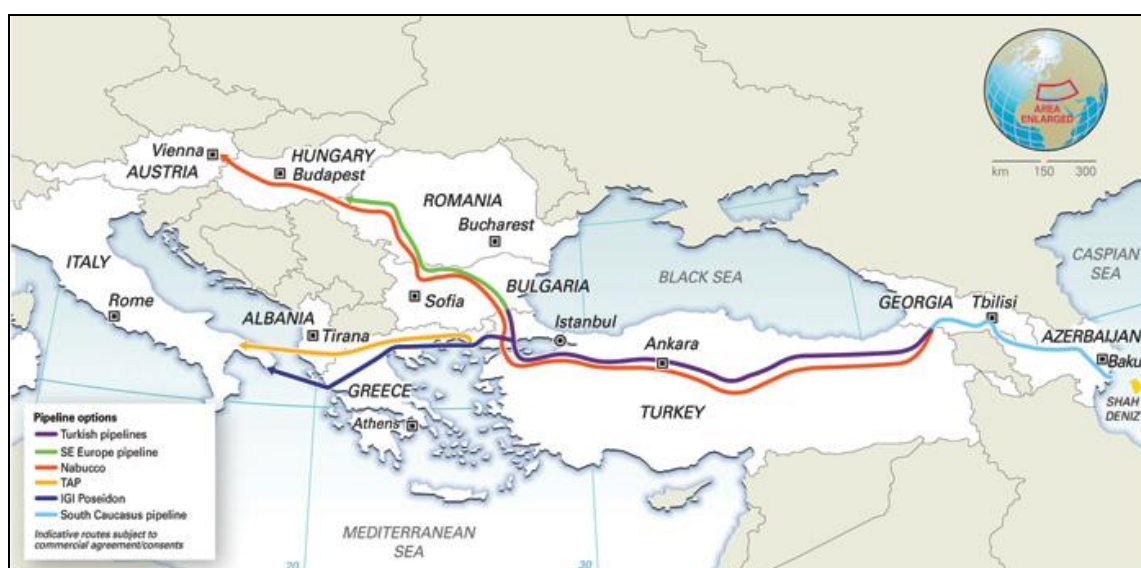 AREA
ENLARGED
km 150 300
Vienna
AUSTRIA
HUNGARY
Budapest
ROMANIA
Bucharest
CASPIAN
SEA
ITALY
BLACK SEA
BULGARIA
Sofia
GEORGIA
Tbilisi
Rome
ALBANIA
Tirana
Istanbul
AZERBAIJAN
Baku
Ankara
GREECE
TURKEY
SHAH
DENIZ
Athens
Pipeline options
Turkish pipelines
SE Europe pipeline
Nabucco
TAP
IGI Poseidon
South Caucasus pipeline
Indicative routes subject to
commercial agreement/consents
MEDITERRANEAN
SEA
20
30